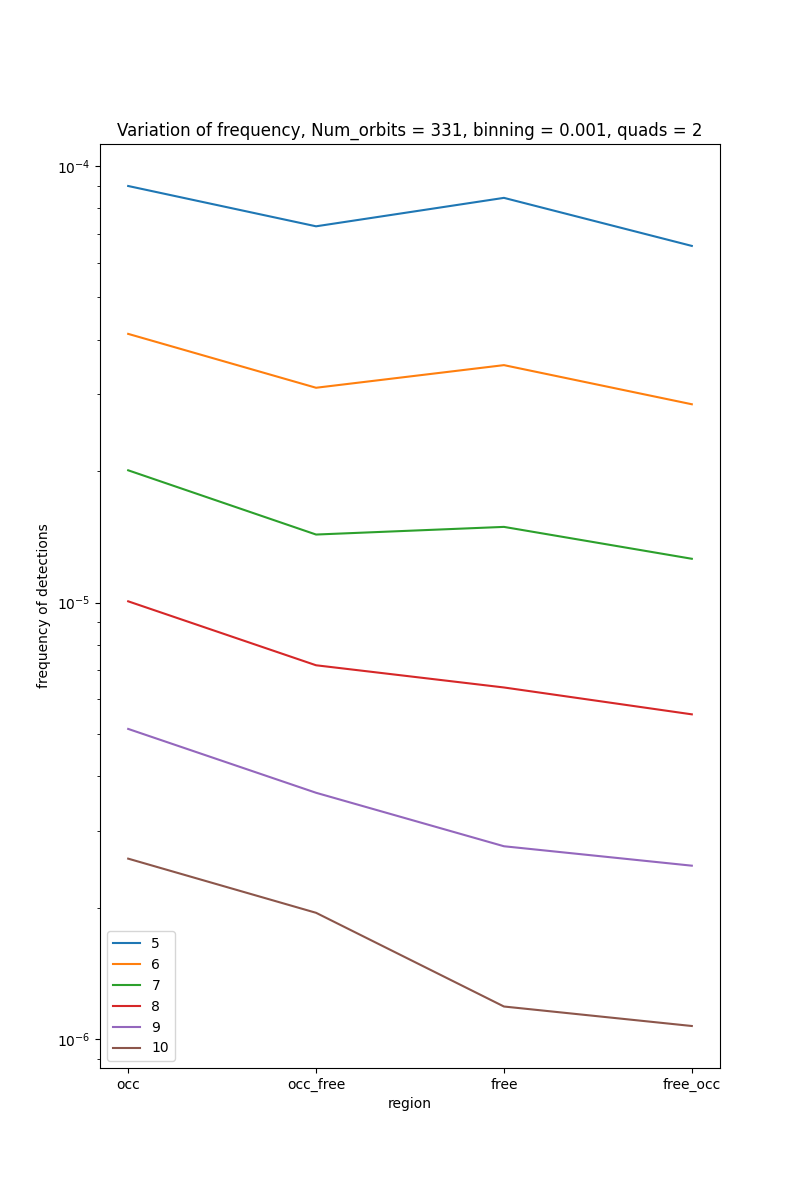 Variation of frequency, Num_orbits = 331, binning = 0.001, quads = 2
10⁻⁴
10⁻⁵
10⁻⁶
frequency of detections
5
6
7
8
9
10
occ
occ_free
free
free_occ
region